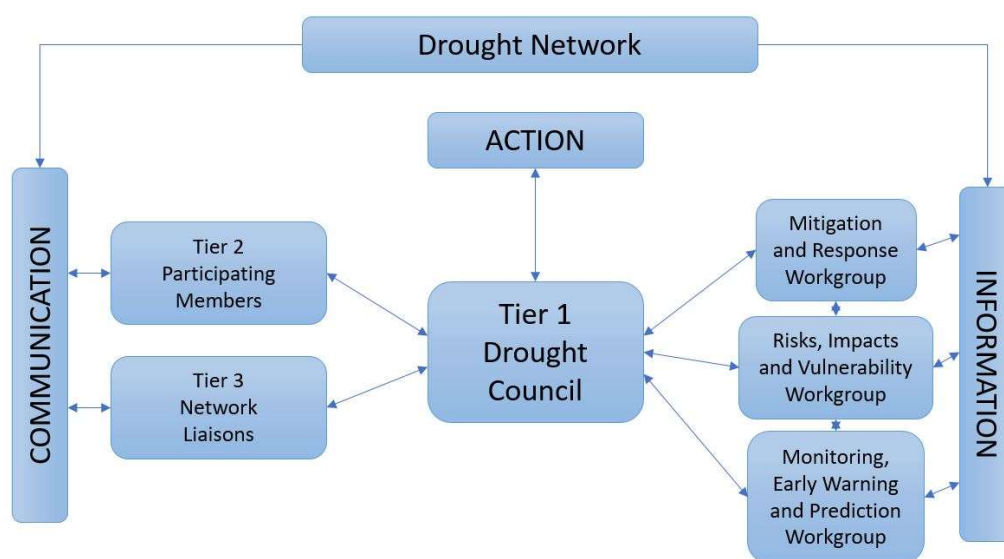 Drought Network
ACTION
COMMUNICATION
Tier 2
Participating
Members
Tier 3
Network
Liaisons
Tier 1
Drought
Council
Mitigation
and Response
Workgroup
Risks, Impacts
and Vulnerability
Workgroup
Monitoring,
Early Warning
and Prediction
Workgroup
INFORMATION